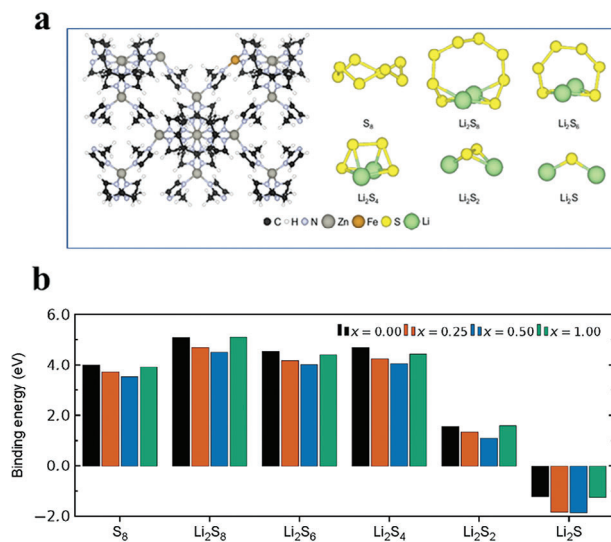 a
S₈
Li₂S₈
Li₂S₆
Li₂S₄
Li₂S₂
Li₂S
C H N Zn Fe S Li
b
Binding energy (eV)
6.0
4.0
2.0
0.0
−2.0
x = 0.00 x = 0.25 x = 0.50 x = 1.00
S₈ Li₂S₈ Li₂S₆ Li₂S₄ Li₂S₂ Li₂S